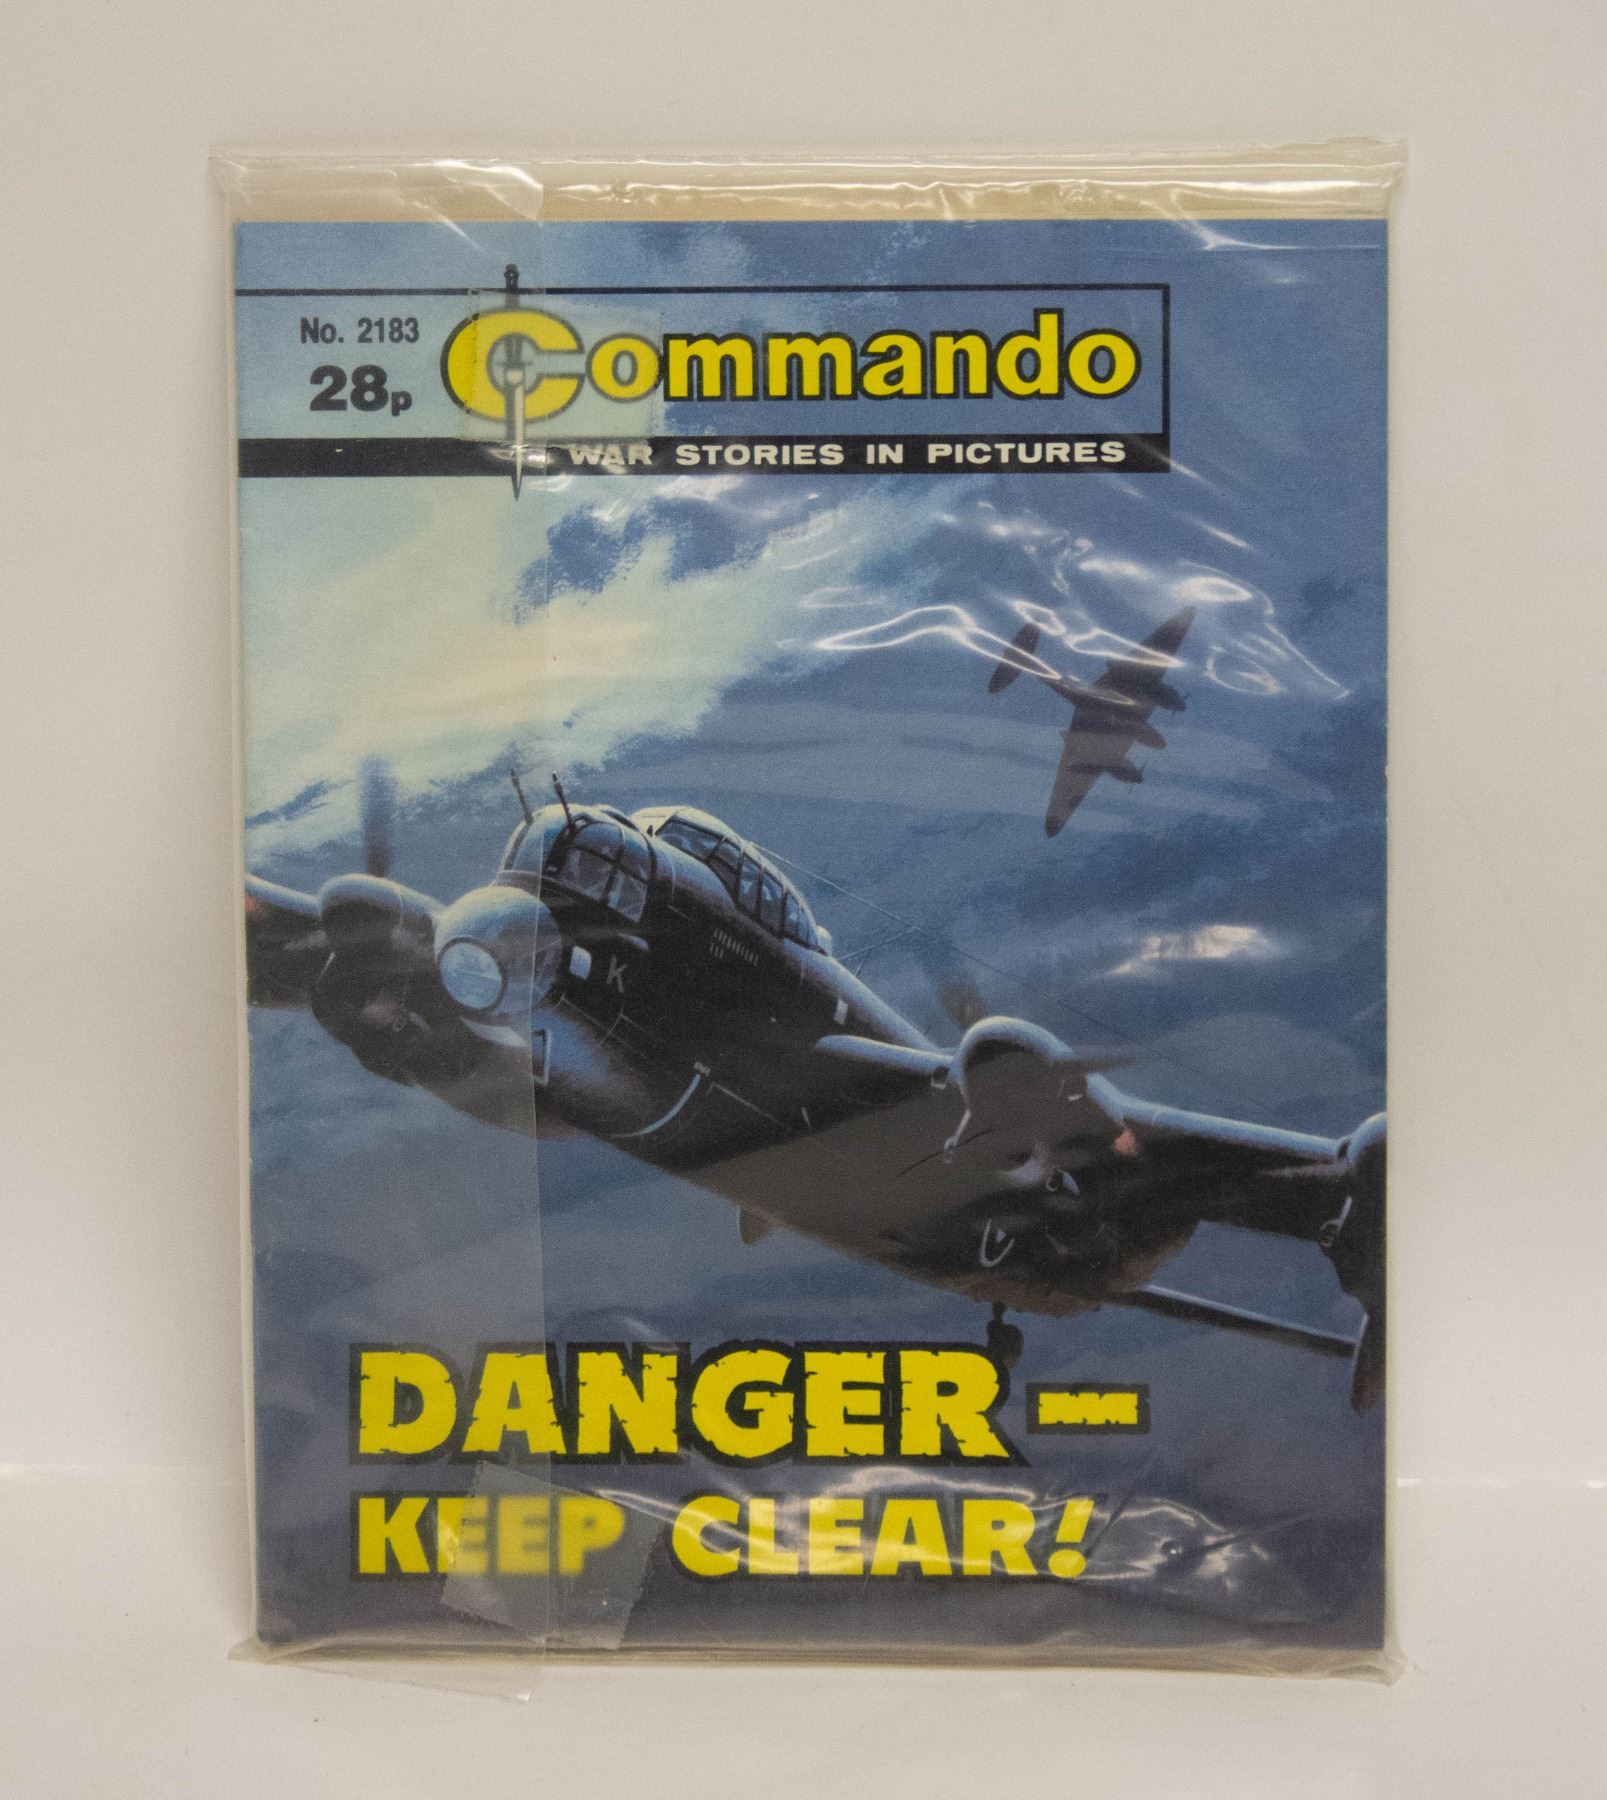 No. 2183
28p
Commando
WAR STORIES IN PICTURES
K
DANGER –
KEEP CLEAR!